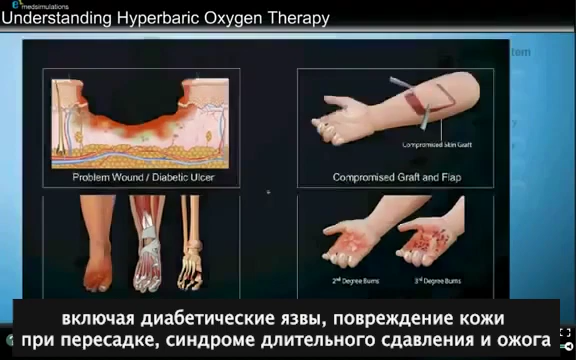 medsimulations
Understanding Hyperbaric Oxygen Therapy
Problem Wound / Diabetic Ulcer
Compromised Skin Graft
Compromised Graft and Flap
2nd Degree Burns
3rd Degree Burns
включая диабетические язвы, повреждение кожи
при пересадке, синдроме длительного сдавления и ожога